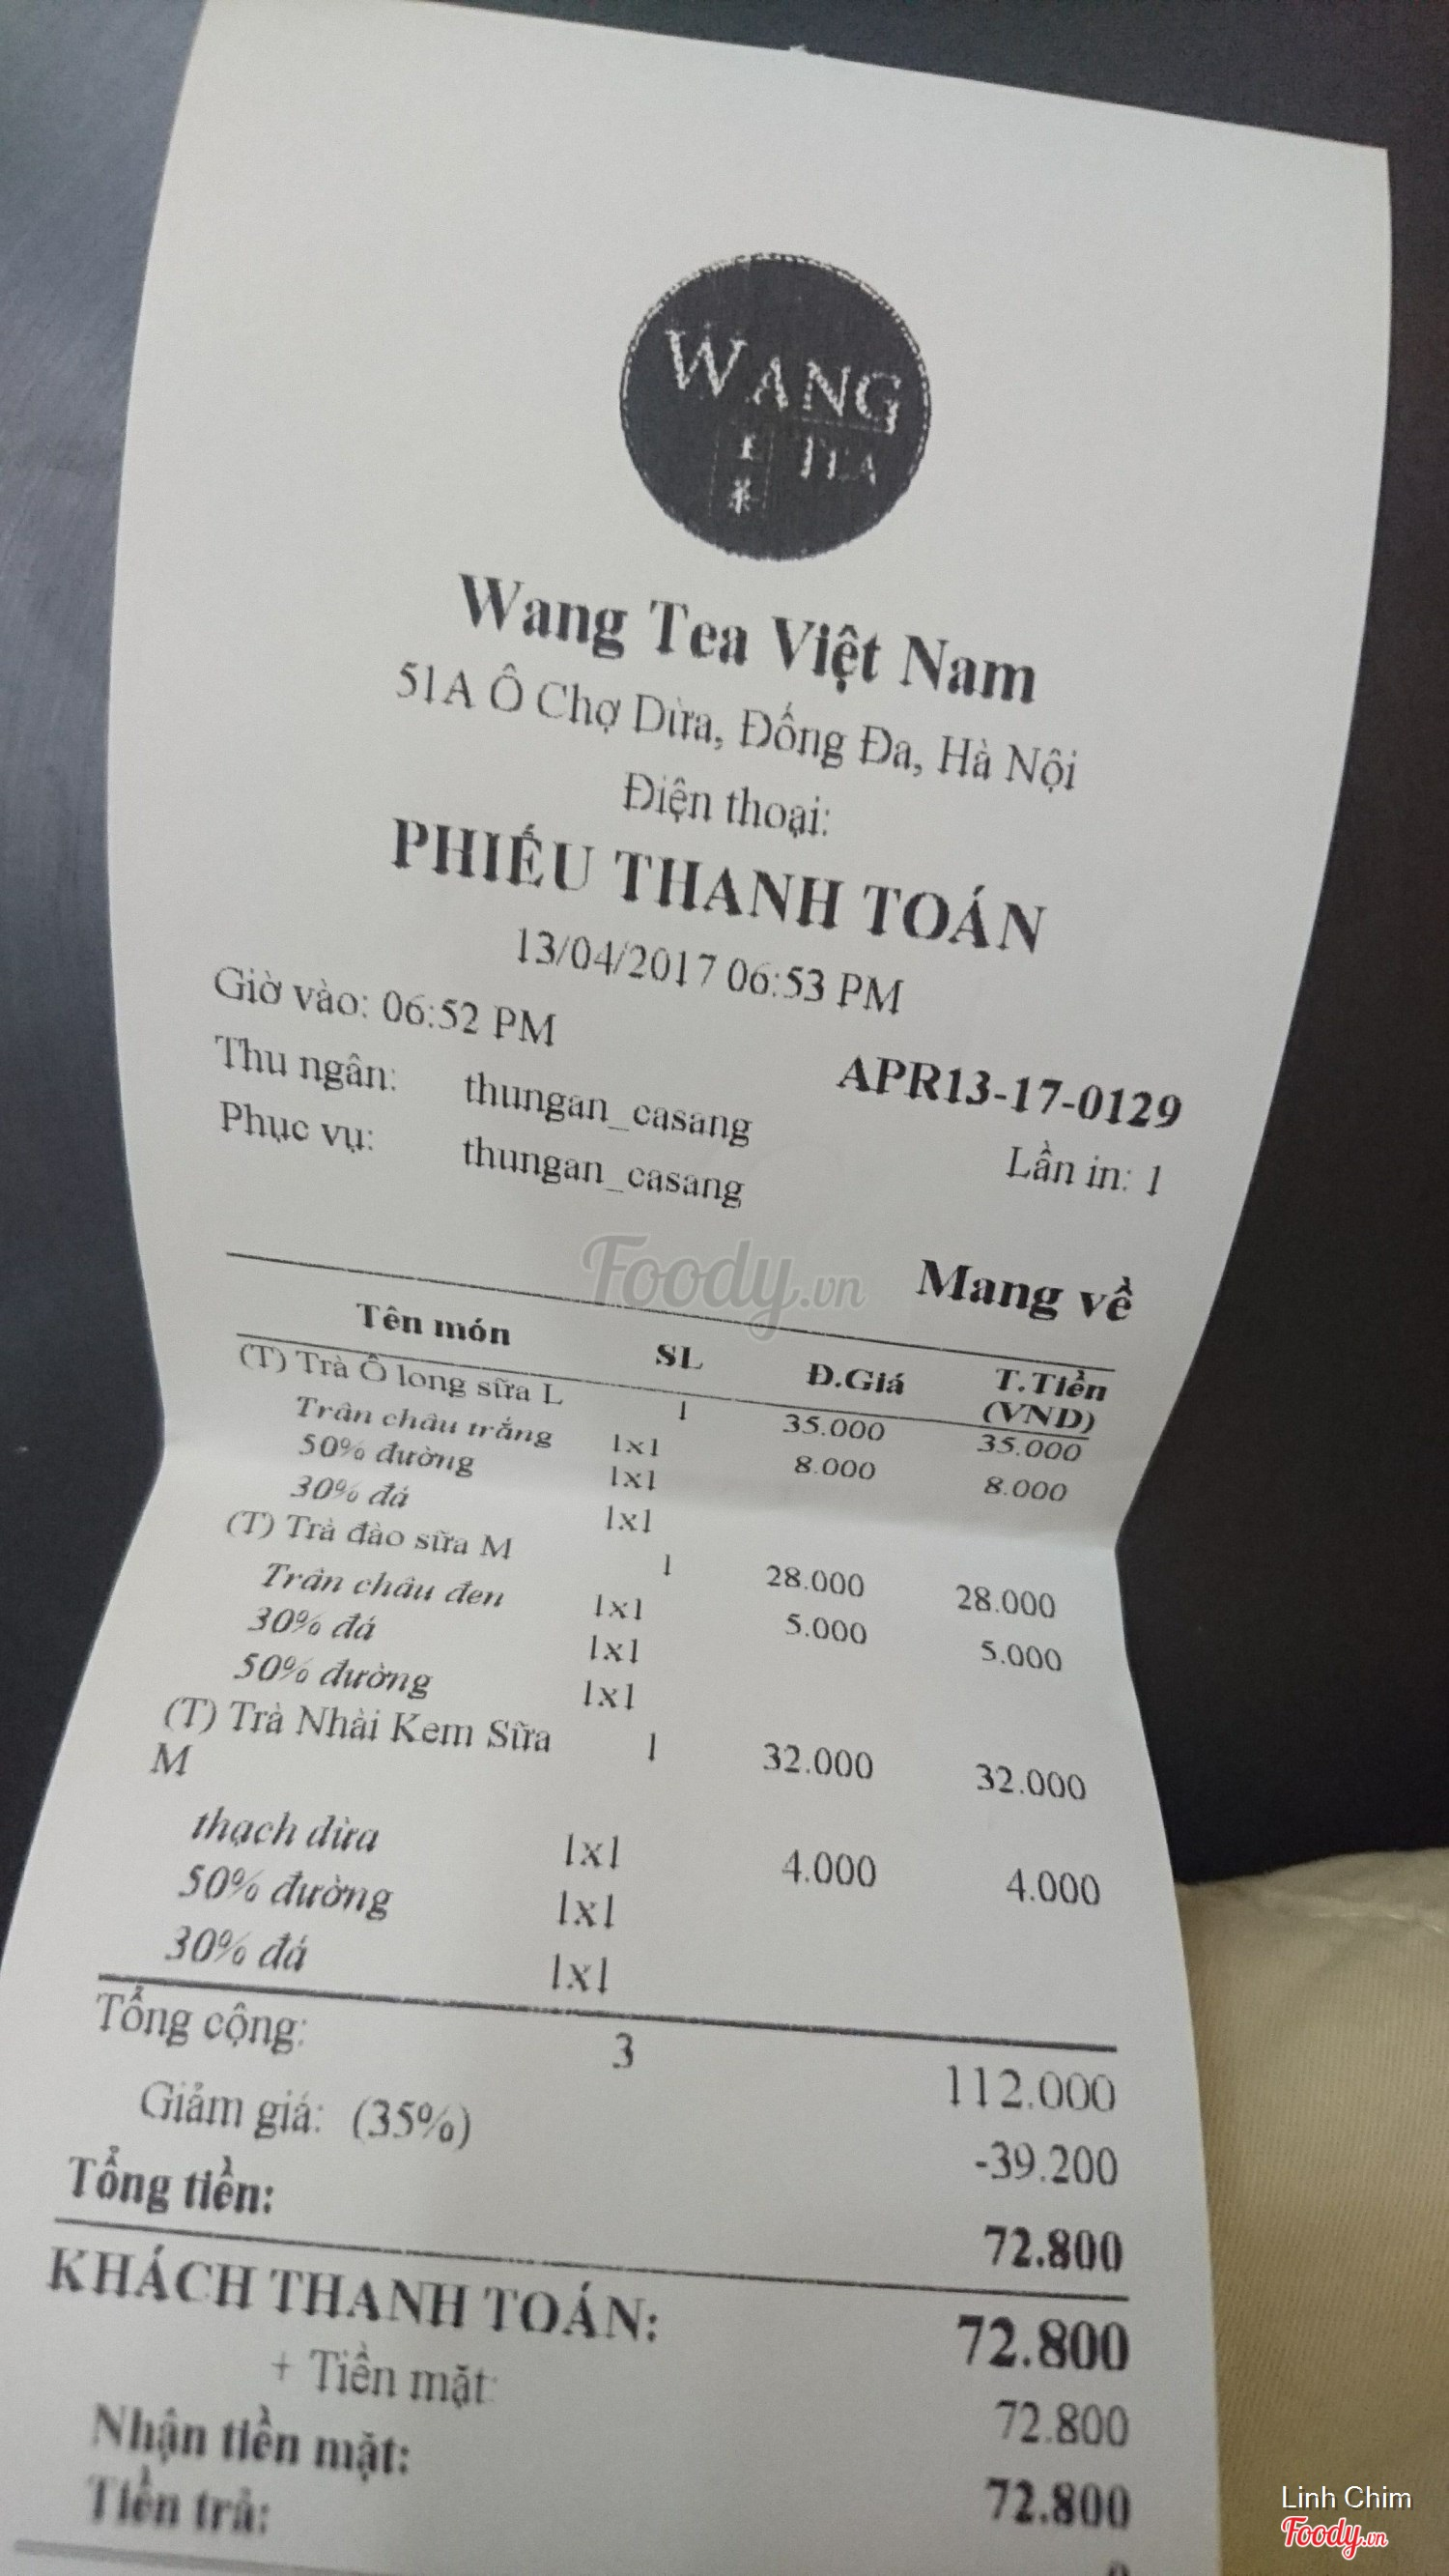 WANG
王茶 TEA
Wang Tea Việt Nam
51A Ô Chợ Dừa, Đống Đa, Hà Nội
Điện thoại:
PHIẾU THANH TOÁN
13/04/2017 06:53 PM
Giờ vào: 06:52 PM
APR13-17-0129
Thu ngân: thungan_casang
Lần in: 1
Phục vụ: thungan_casang
Foody.vn
Mang về
Tên món SL Đ.Giá T.Tiền
(VND)
(T) Trà Ô long sữa L 1 35.000 35.000
Trân châu trắng 1x1 8.000 8.000
50% đường 1x1
30% đá 1x1
(T) Trà đào sữa M 1 28.000 28.000
Trân châu đen 1x1 5.000 5.000
30% đá 1x1
50% đường 1x1
(T) Trà Nhài Kem Sữa 1 32.000 32.000
M
thạch dừa 1x1 4.000 4.000
50% đường 1x1
30% đá 1x1
Tổng cộng: 3 112.000
Giảm giá: (35%) -39.200
Tổng tiền: 72.800
KHÁCH THANH TOÁN: 72.800
+ Tiền mặt: 72.800
Nhận tiền mặt: 72.800
Tiền trả:
Linh Chim
Foody.vn